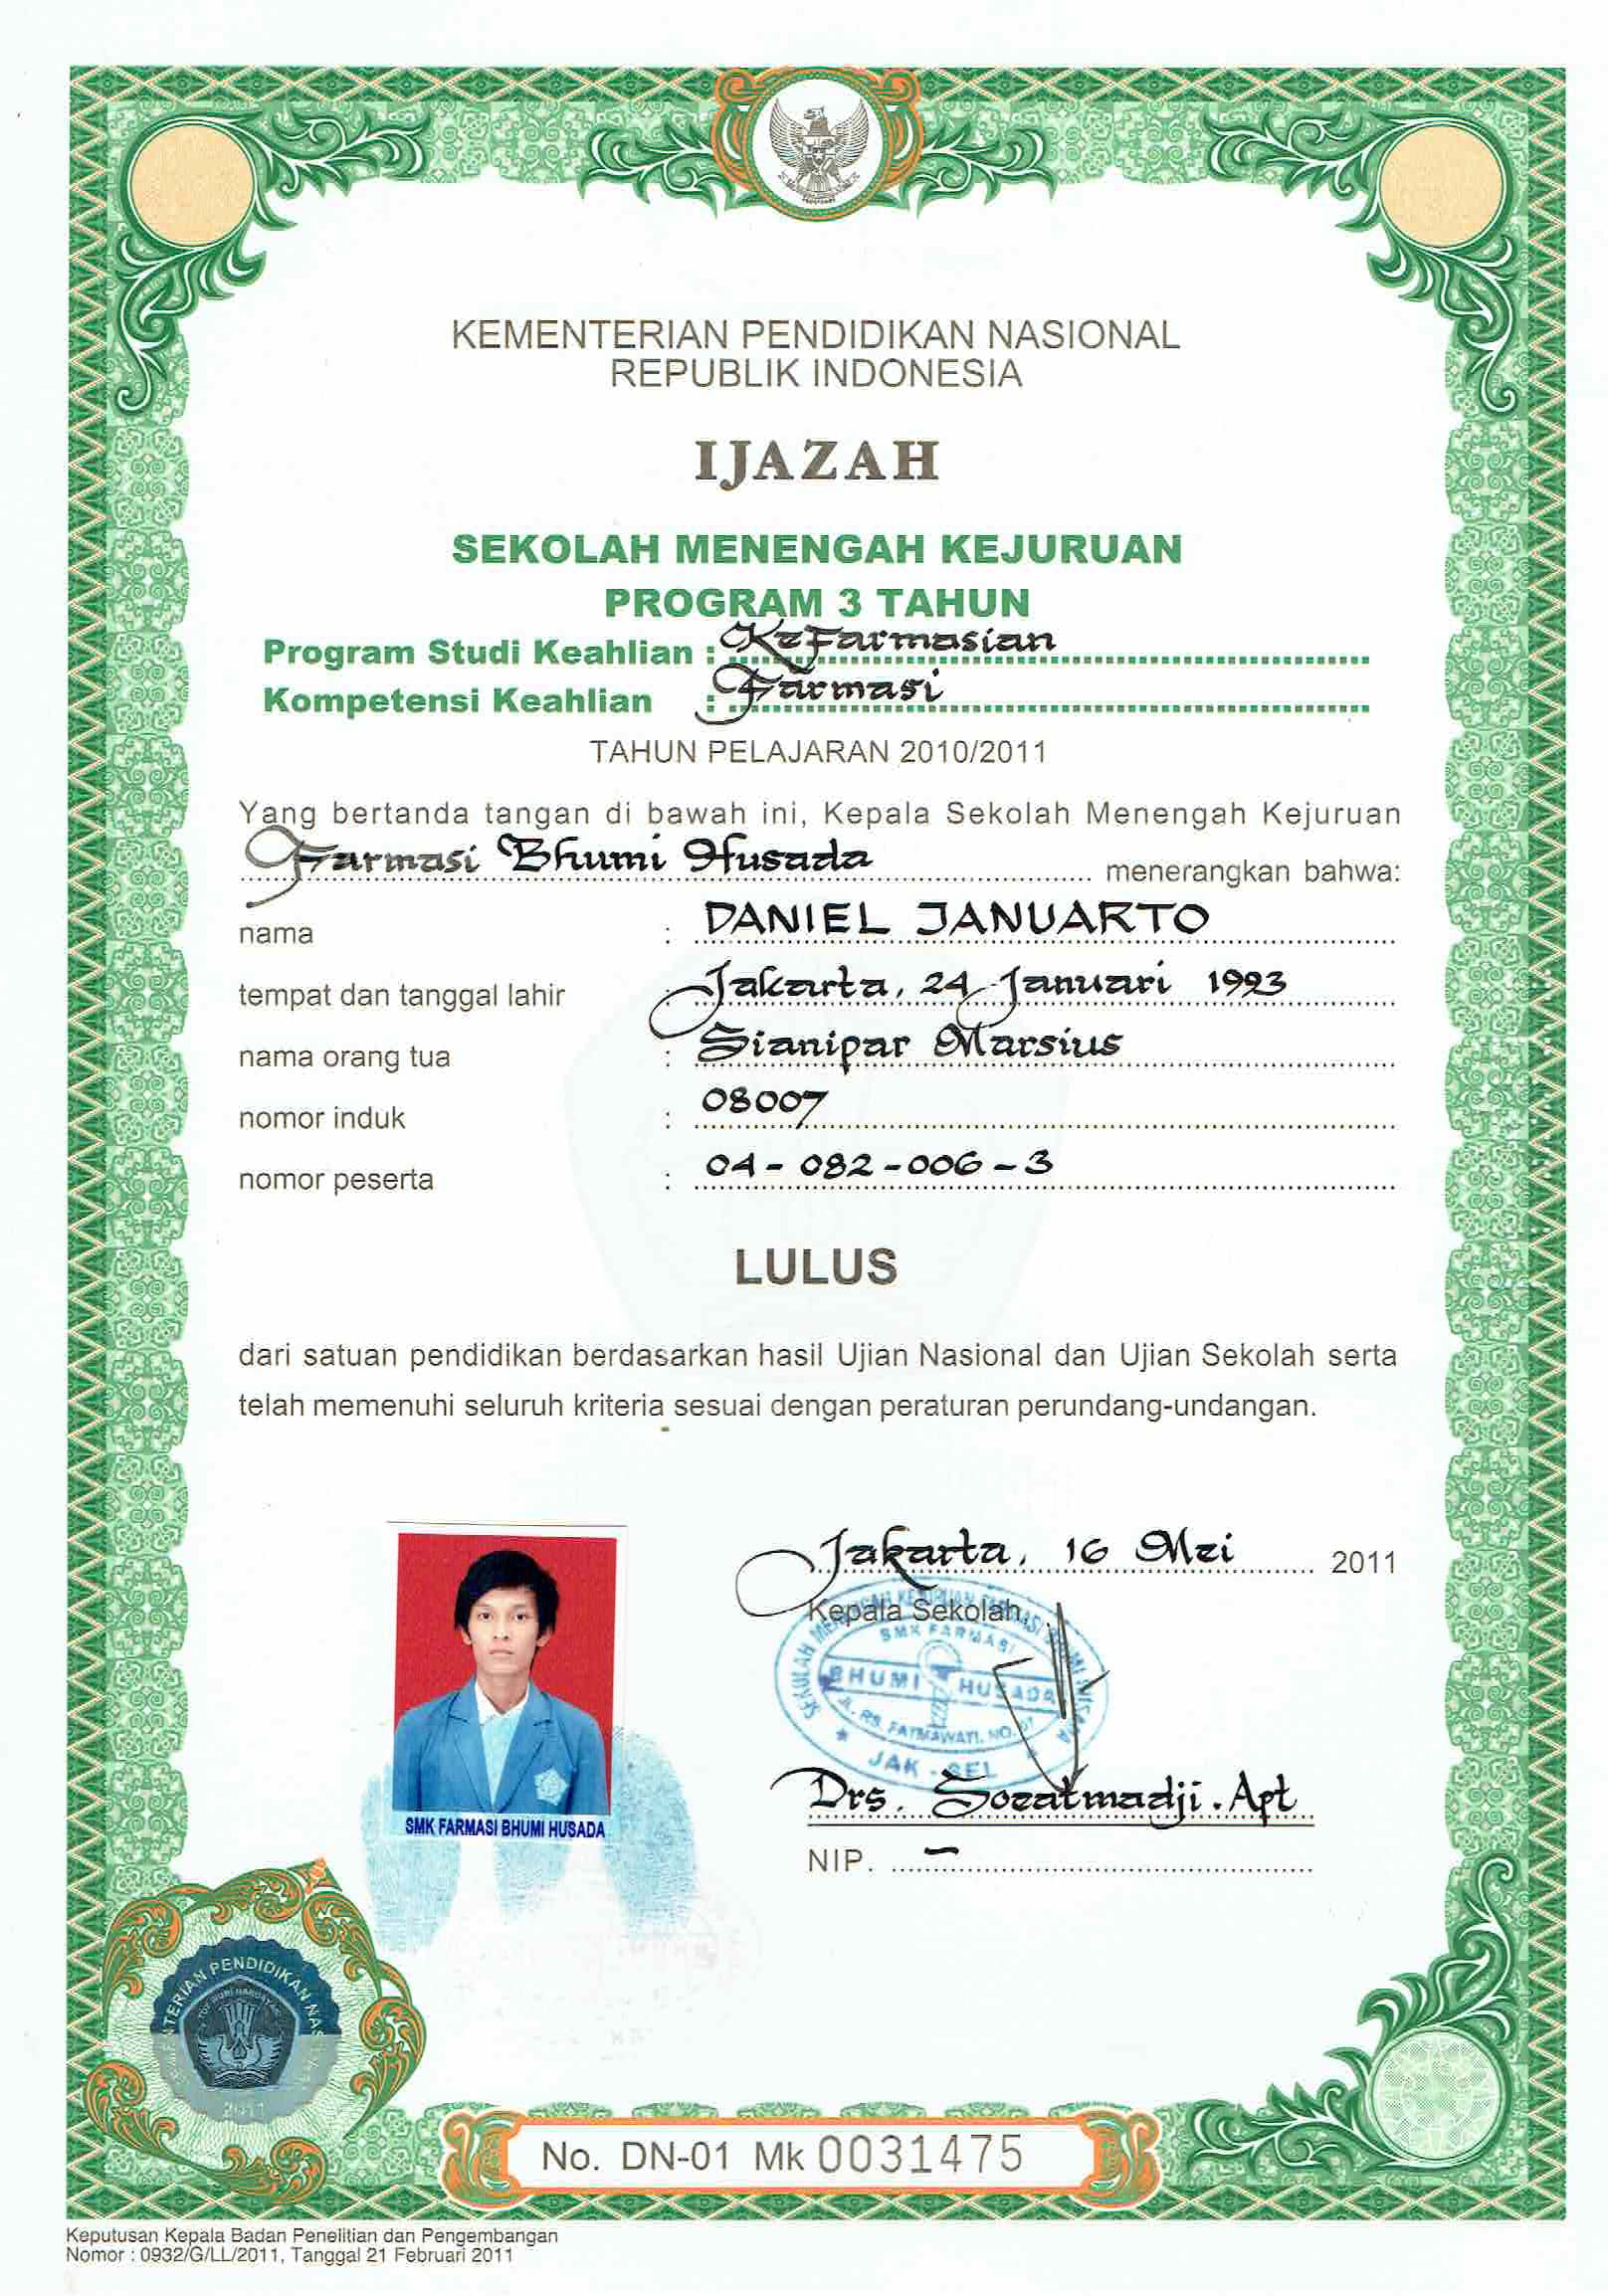 KEMENTERIAN PENDIDIKAN NASIONAL
REPUBLIK INDONESIA
IJAZAH
SEKOLAH MENENGAH KEJURUAN
PROGRAM 3 TAHUN
Program Studi Keahlian : KeFarmasian
Kompetensi Keahlian : Farmasi
TAHUN PELAJARAN 2010/2011
Yang bertanda tangan di bawah ini, Kepala Sekolah Menengah Kejuruan
Farmasi Bhumi Husada menerangkan bahwa:
nama : DANIEL JANUARTO
tempat dan tanggal lahir : Jakarta, 24 Januari 1993
nama orang tua : Sianipar Marsius
nomor induk : 08007
nomor peserta : 04 - 082 - 006 - 3
LULUS
dari satuan pendidikan berdasarkan hasil Ujian Nasional dan Ujian Sekolah serta
telah memenuhi seluruh kriteria sesuai dengan peraturan perundang-undangan.
Jakarta, 16 Mei 2011
Kepala Sekolah,
SEKOLAH MENENGAH KEJURUAN FARMASI BHUMI HUSADA
SMK FARMASI
BHUMI HUSADA
JL. RS. FATMAWATI, NO.
JAK - SEL
Drs. Soeatmadji. Apt
NIP. -
SMK FARMASI BHUMI HUSADA
KEMENTERIAN PENDIDIKAN NAS
TUT WURI HANDAYANI
2011
No. DN-01 Mk 0031475
Keputusan Kepala Badan Penelitian dan Pengembangan
Nomor : 0932/G/LL/2011, Tanggal 21 Februari 2011